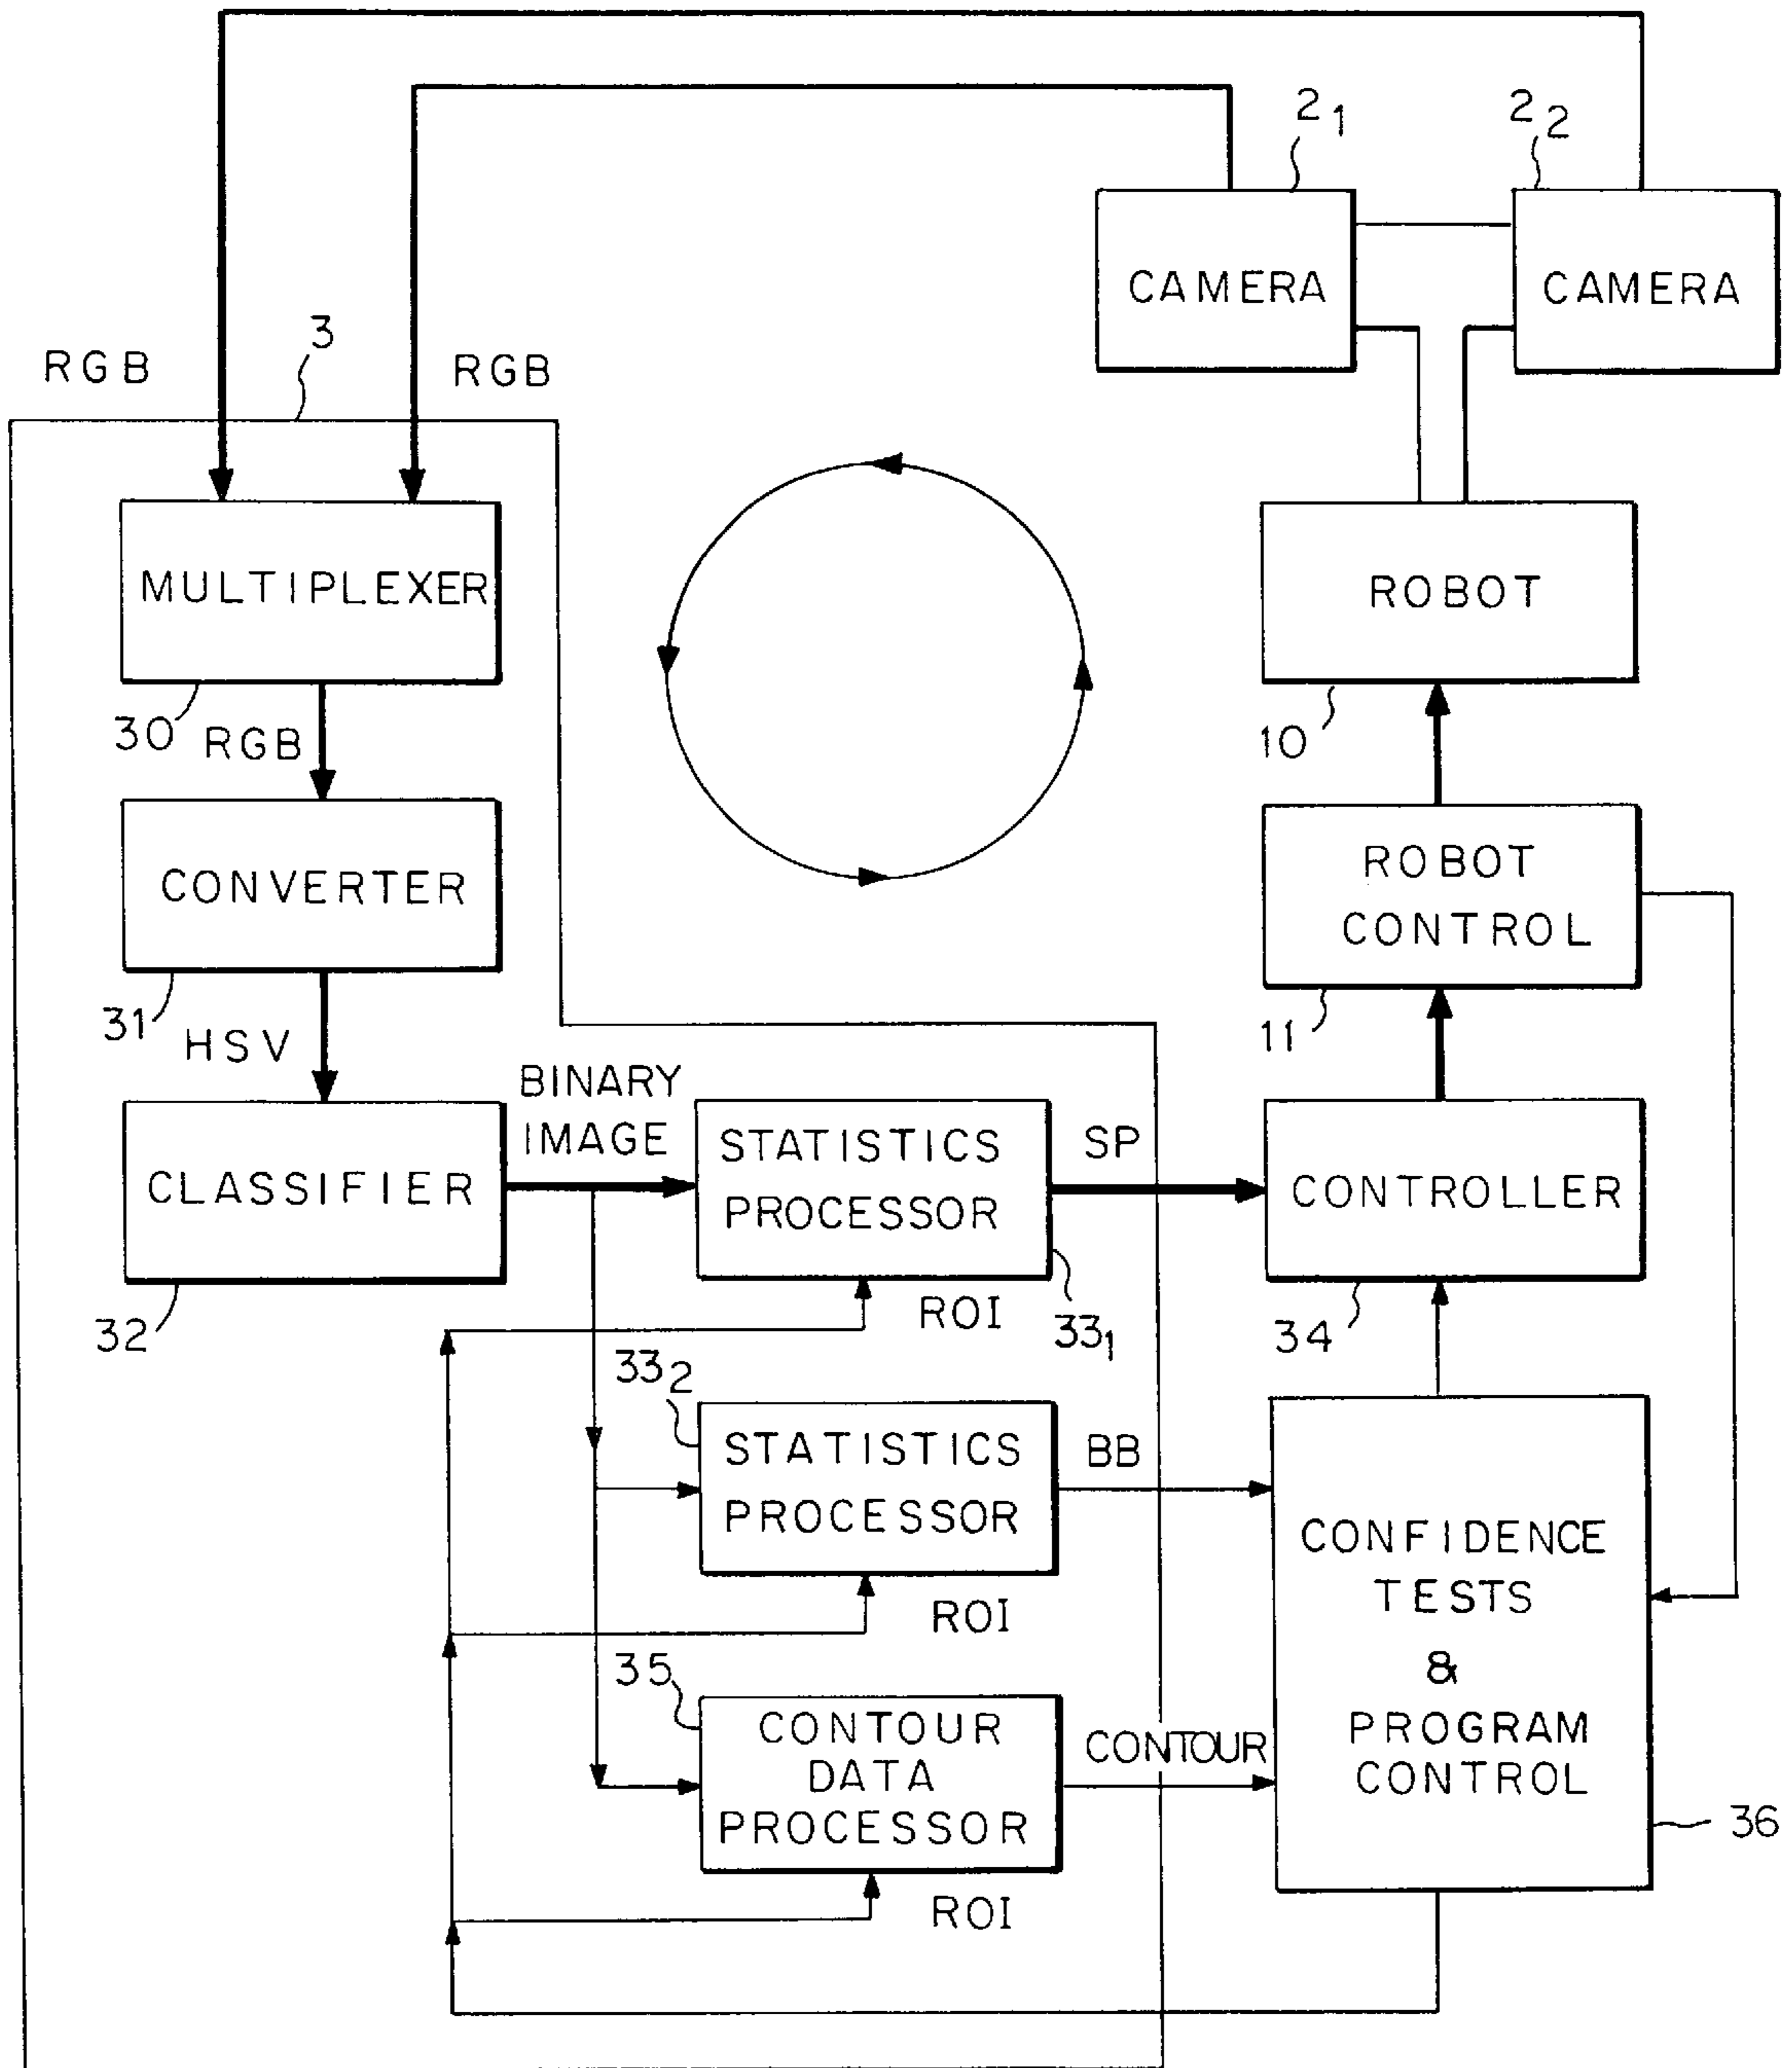 2 1
2 2
CAMERA
CAMERA
3
RGB
RGB
MULTIPLEXER
ROBOT
30
RGB
10
CONVERTER
ROBOT
CONTROL
31
HSV
11
BINARY
IMAGE
CLASSIFIER
STATISTICS
PROCESSOR
SP
CONTROLLER
32
ROI
33 1
34
33 2
STATISTICS
PROCESSOR
BB
CONFIDENCE
TESTS
&
PROGRAM
CONTROL
ROI
35
CONTOUR
DATA
PROCESSOR
CONTOUR
36
ROI